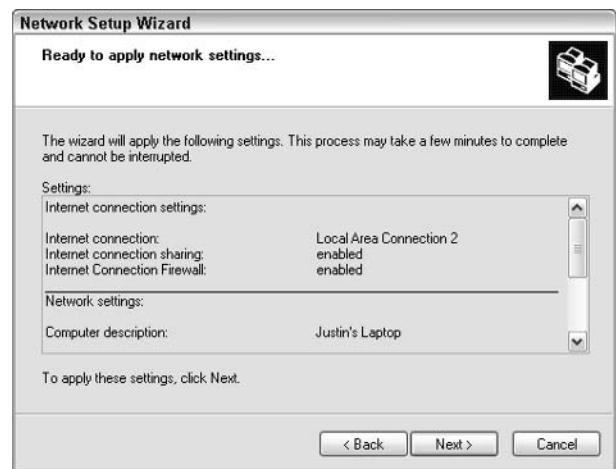 Network Setup Wizard
Ready to apply network settings...
The wizard will apply the following settings. This process may take a few minutes to complete
and cannot be interrupted.
Settings:
Internet connection settings:
Internet connection: Local Area Connection 2
Internet connection sharing: enabled
Internet Connection Firewall: enabled
Network settings:
Computer description: Justin's Laptop
To apply these settings, click Next.
< Back Next > Cancel